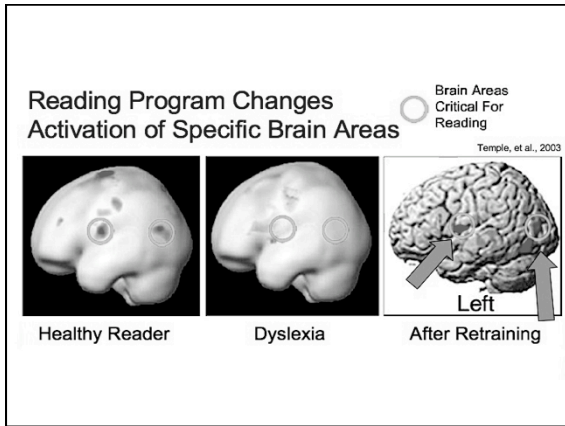 Reading Program Changes
Activation of Specific Brain Areas
Brain Areas
Critical For
Reading
Temple, et al., 2003
Left
Healthy Reader
Dyslexia
After Retraining